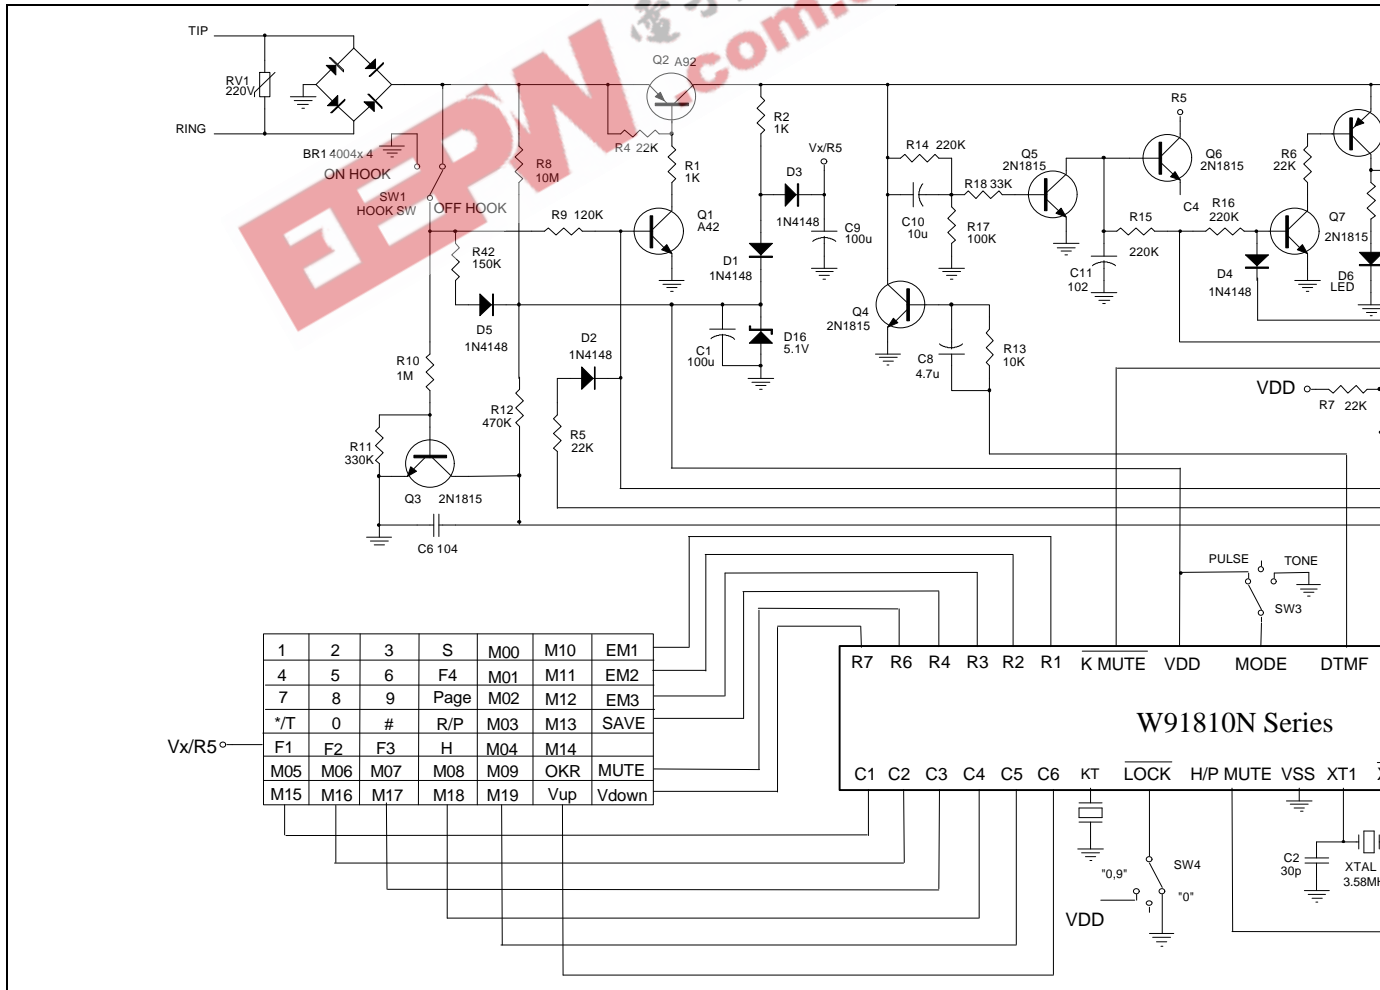 TIP
RV1
220V
RING
BR1 4004x 4
ON HOOK
SW1
HOOK SW
OFF HOOK
Q2 A92
R4 22K
R8
10M
R1
1K
R9 120K
Q1
A42
R42
150K
D5
1N4148
R2
1K
Vx/R5
D3
1N4148
C9
100u
D1
1N4148
C1
100u
D16
5.1V
D2
1N4148
R10
1M
R12
470K
R5
22K
R11
330K
Q3 2N1815
C6 104
R14 220K
R18 33K
C10
10u
R17
100K
Q5
2N1815
R5
Q6
2N1815
C4
R15
220K
R16
220K
C11
102
R6
22K
Q7
2N1815
D4
1N4148
D6
LED
Q4
2N1815
C8
4.7u
R13
10K
VDD
R7 22K
PULSE
TONE
SW3
1 2 3 S M00 M10 EM1
4 5 6 F4 M01 M11 EM2
7 8 9 Page M02 M12 EM3
*/T 0 # R/P M03 M13 SAVE
Vx/R5 F1 F2 F3 H M04 M14
M05 M06 M07 M08 M09 OKR MUTE
M15 M16 M17 M18 M19 Vup Vdown
R7 R6 R4 R3 R2 R1 K MUTE VDD MODE DTMF
W91810N Series
C1 C2 C3 C4 C5 C6 KT LOCK H/P MUTE VSS XT1
SW4
"0,9"
"0"
VDD
C2
30p
XTAL
EEPW
.com.